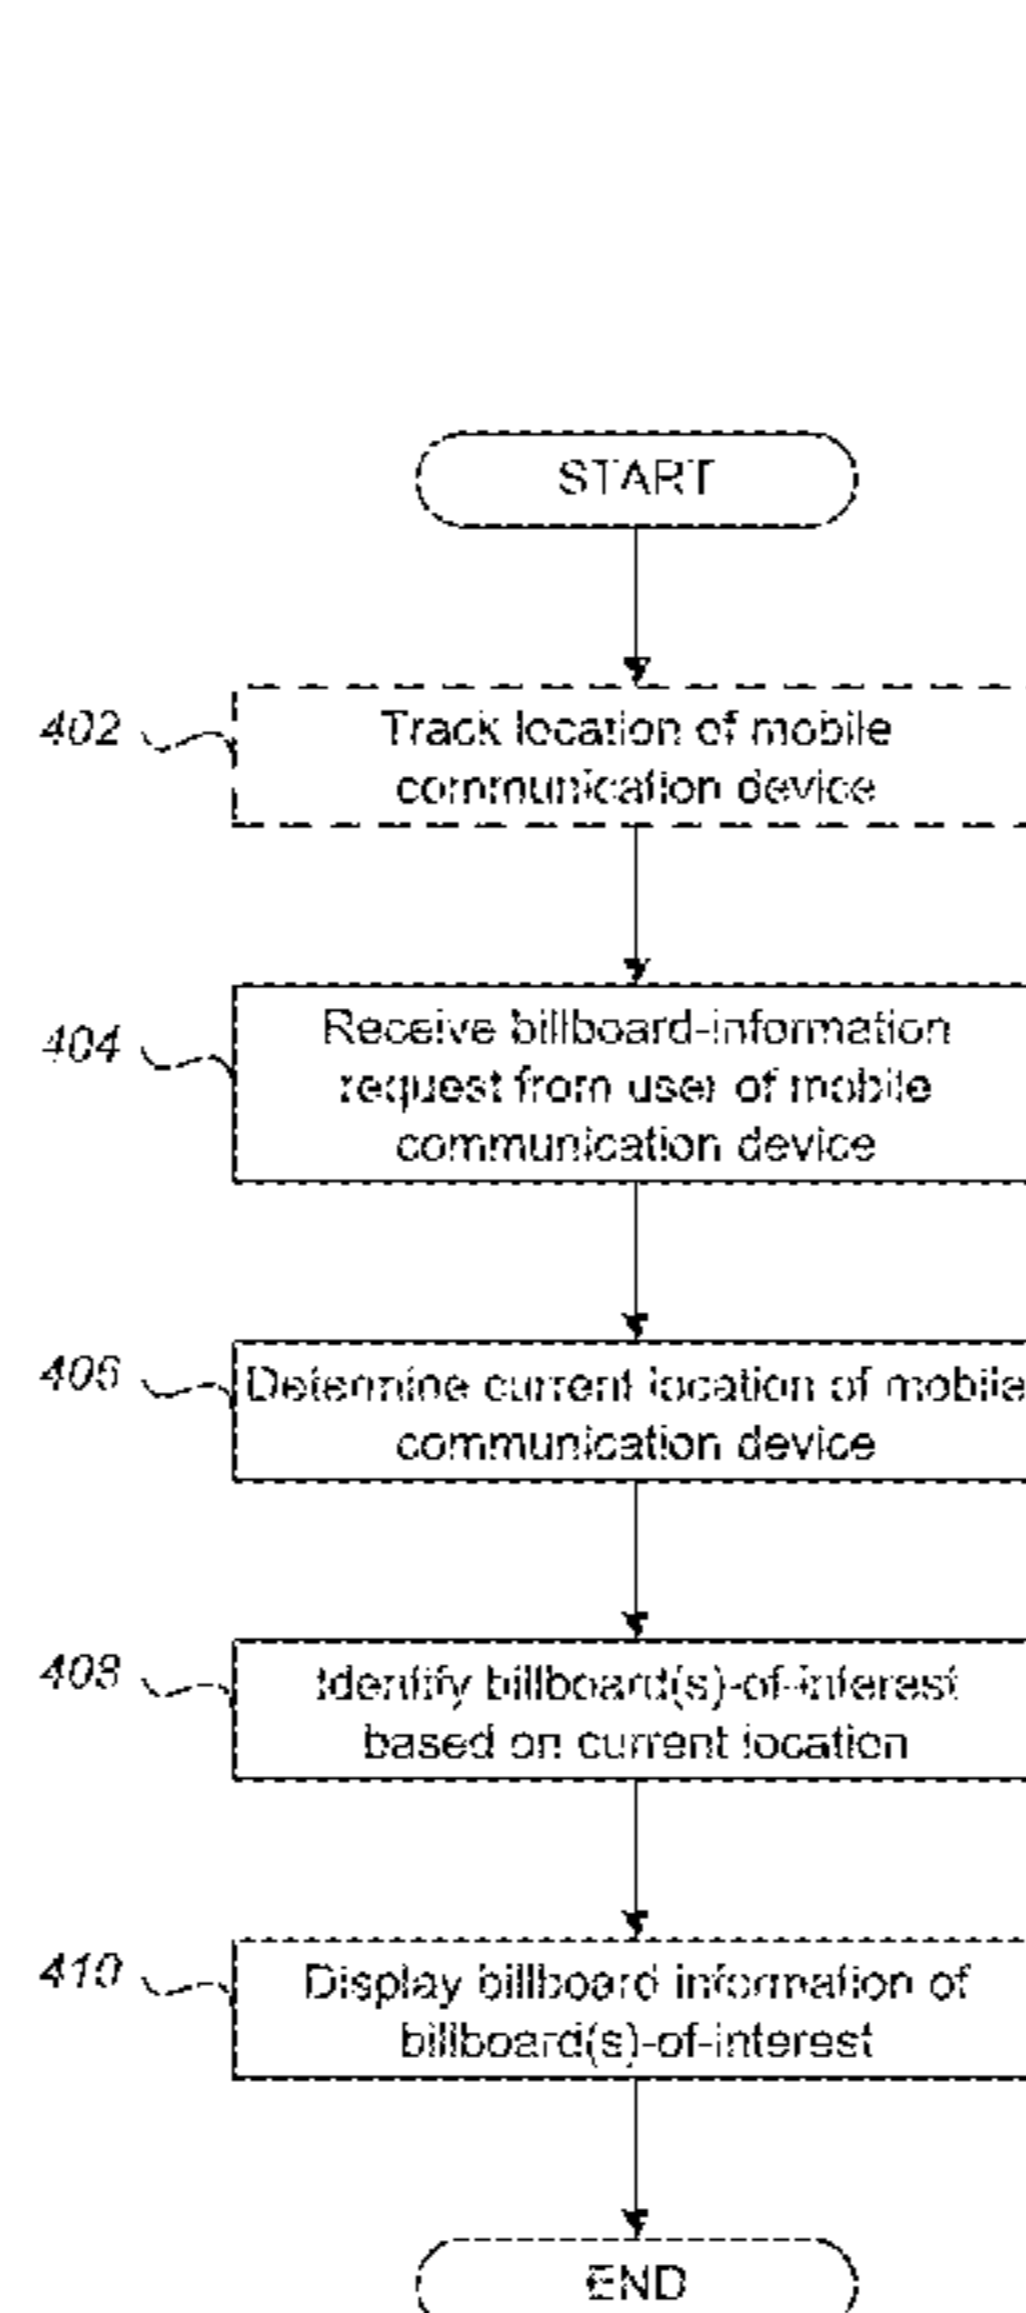 START
402
Track location of mobile
communication device
404
Receive billboard-information
request from user of mobile
communication device
406
Determine current location of mobile
communication device
408
Identify billboard(s)-of-interest
based on current location
410
Display billboard information of
billboard(s)-of-interest
END